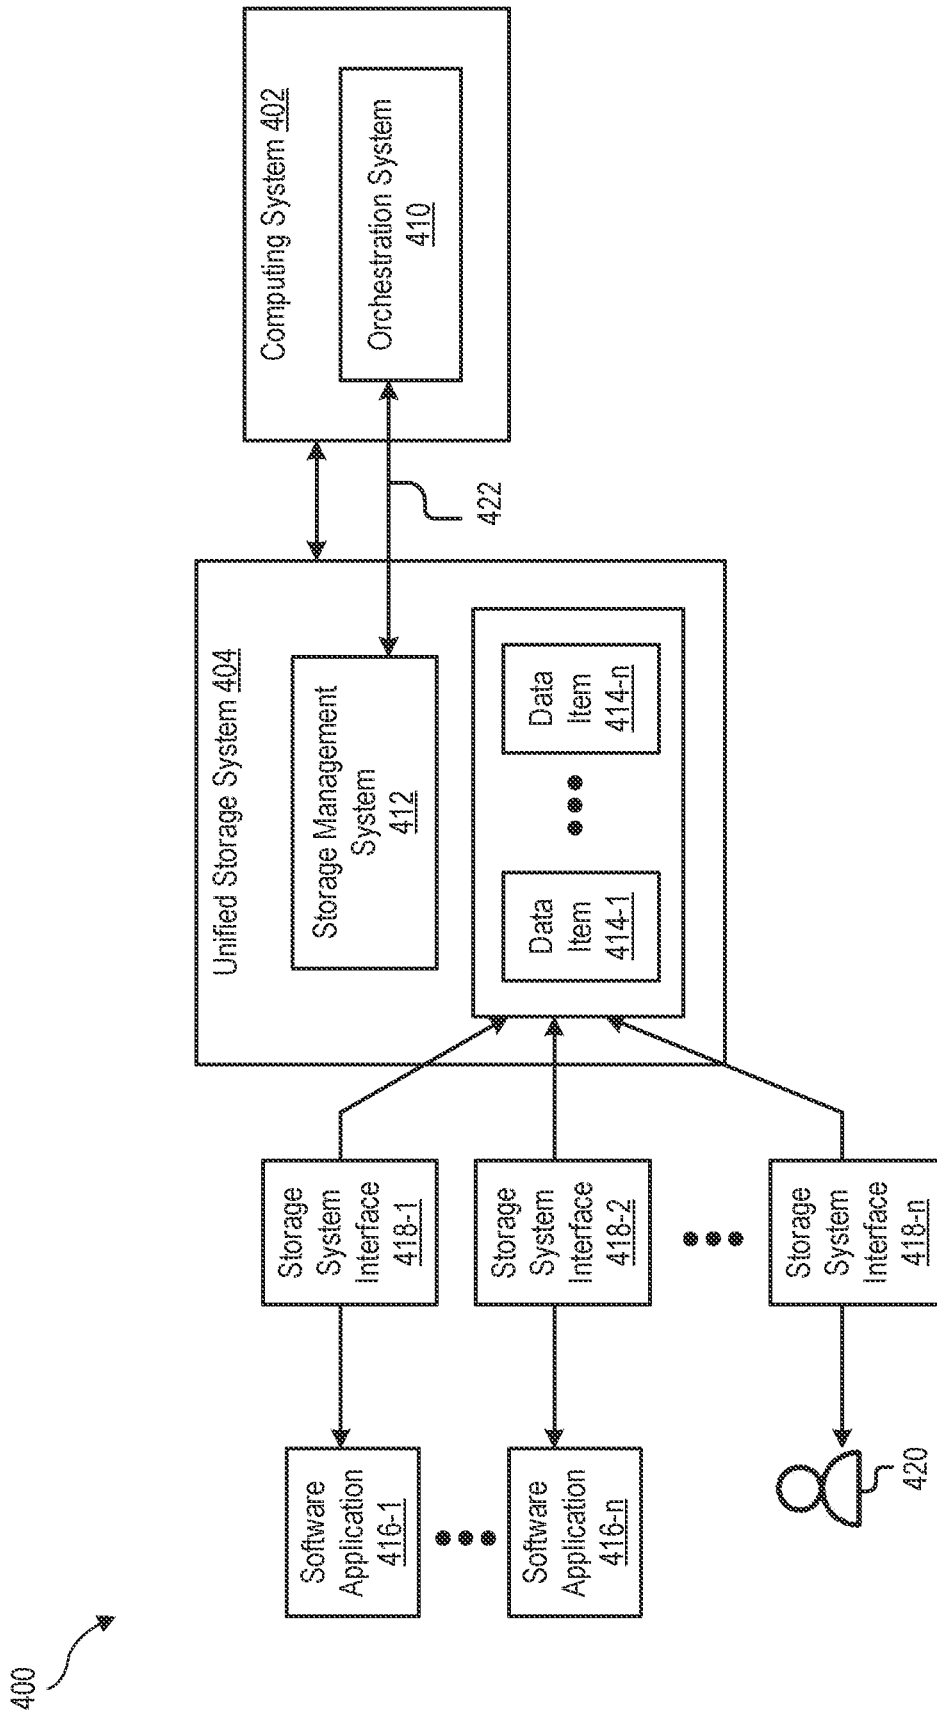 400
Software
Application
416-1
Software
Application
416-n
420
Storage
System
Interface
418-1
Storage
System
Interface
418-2
Storage
System
Interface
418-n
Unified Storage System 404
Storage Management
System
412
Data
Item
414-1
Data
Item
414-n
422
Computing System 402
Orchestration System
410